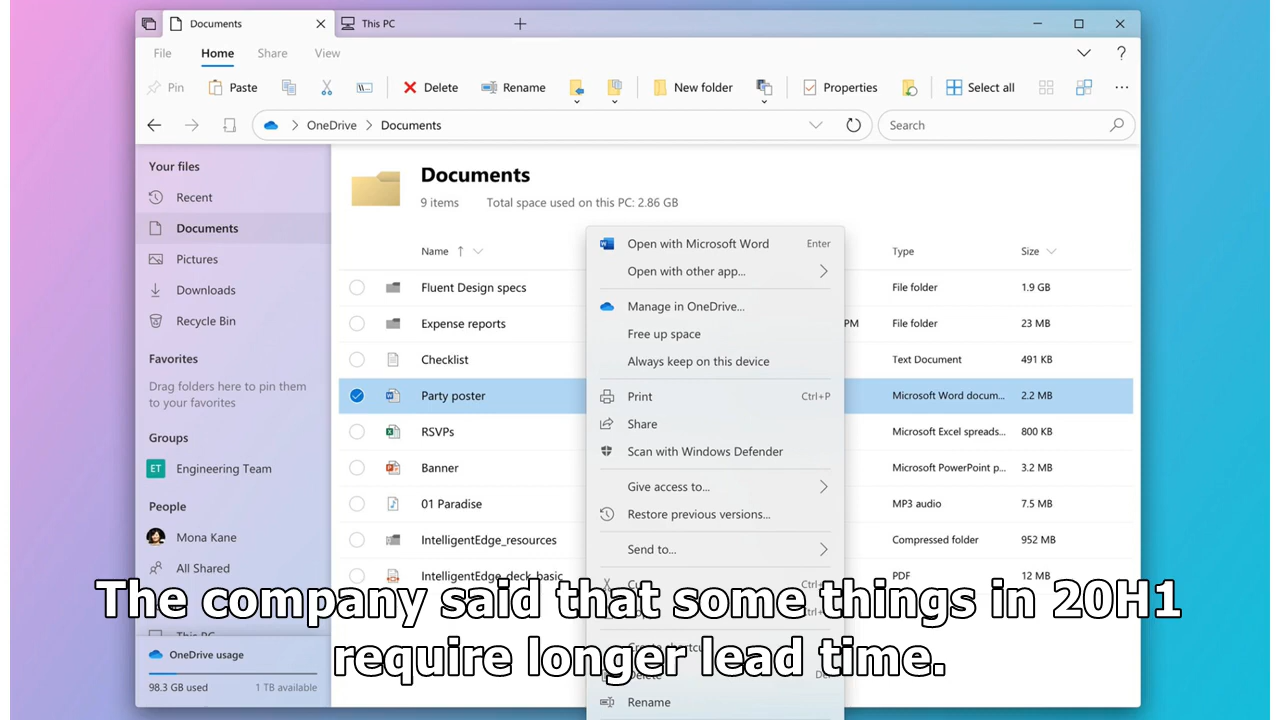 Documents
This PC
File Home Share View
Pin Paste Delete Rename New folder Properties Select all
OneDrive > Documents
Search
Your files
Recent
Documents
Pictures
Downloads
Recycle Bin
Favorites
Drag folders here to pin them
to your favorites
Groups
ET Engineering Team
People
Mona Kane
All Shared
This PC
OneDrive usage
98.3 GB used 1 TB available
Documents
9 items Total space used on this PC: 2.86 GB
Name Type Size
Fluent Design specs File folder 1.9 GB
Expense reports PM File folder 23 MB
Checklist Text Document 491 KB
Party poster Microsoft Word docum... 2.2 MB
RSVPs Microsoft Excel spreads... 800 KB
Banner Microsoft PowerPoint p... 3.2 MB
01 Paradise MP3 audio 7.5 MB
IntelligentEdge_resources Compressed folder 952 MB
IntelligentEdge_deck_basic PDF 12 MB
Open with Microsoft Word Enter
Open with other app...
Manage in OneDrive...
Free up space
Always keep on this device
Print Ctrl+P
Share
Scan with Windows Defender
Give access to...
Restore previous versions...
Send to...
Delete
Rename
The company said that some things in 20H1
require longer lead time.